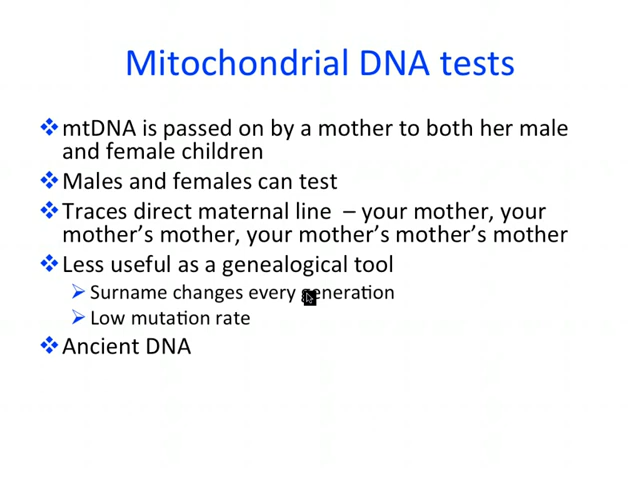 Mitochondrial DNA tests
mtDNA is passed on by a mother to both her male
and female children
Males and females can test
Traces direct maternal line – your mother, your
mother’s mother, your mother’s mother’s mother
Less useful as a genealogical tool
Surname changes every generation
Low mutation rate
Ancient DNA